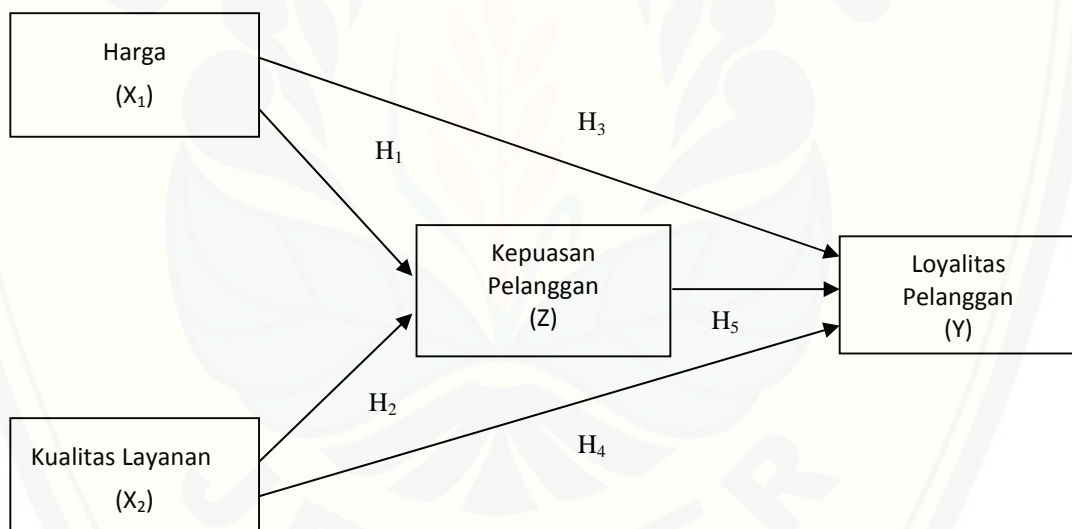 Harga
(X₁)
H₃
H₁
Kepuasan
Pelanggan
(Z)
Loyalitas
Pelanggan
(Y)
H₅
H₂
H₄
Kualitas Layanan
(X₂)